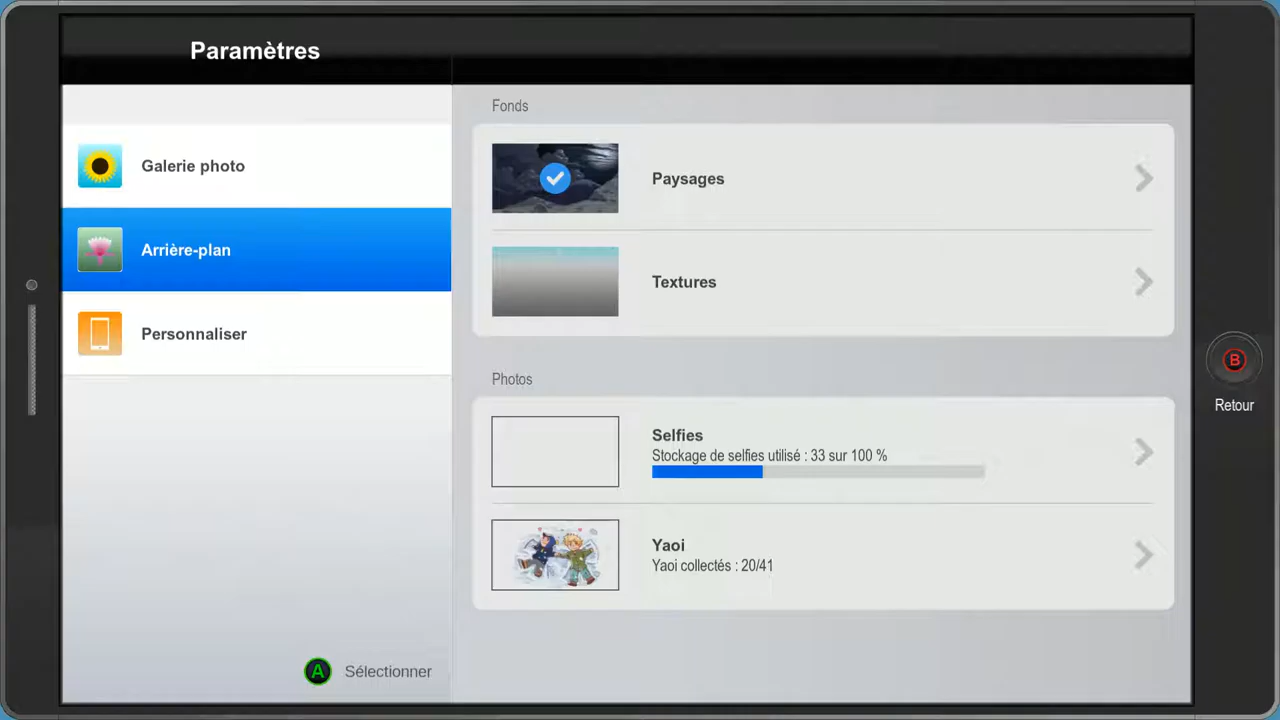 Paramètres
Galerie photo
Arrière-plan
Personnaliser
A Sélectionner
Fonds
Paysages
Textures
Photos
Selfies
Stockage de selfies utilisé : 33 sur 100 %
Yaoi
Yaoi collectés : 20/41
B
Retour